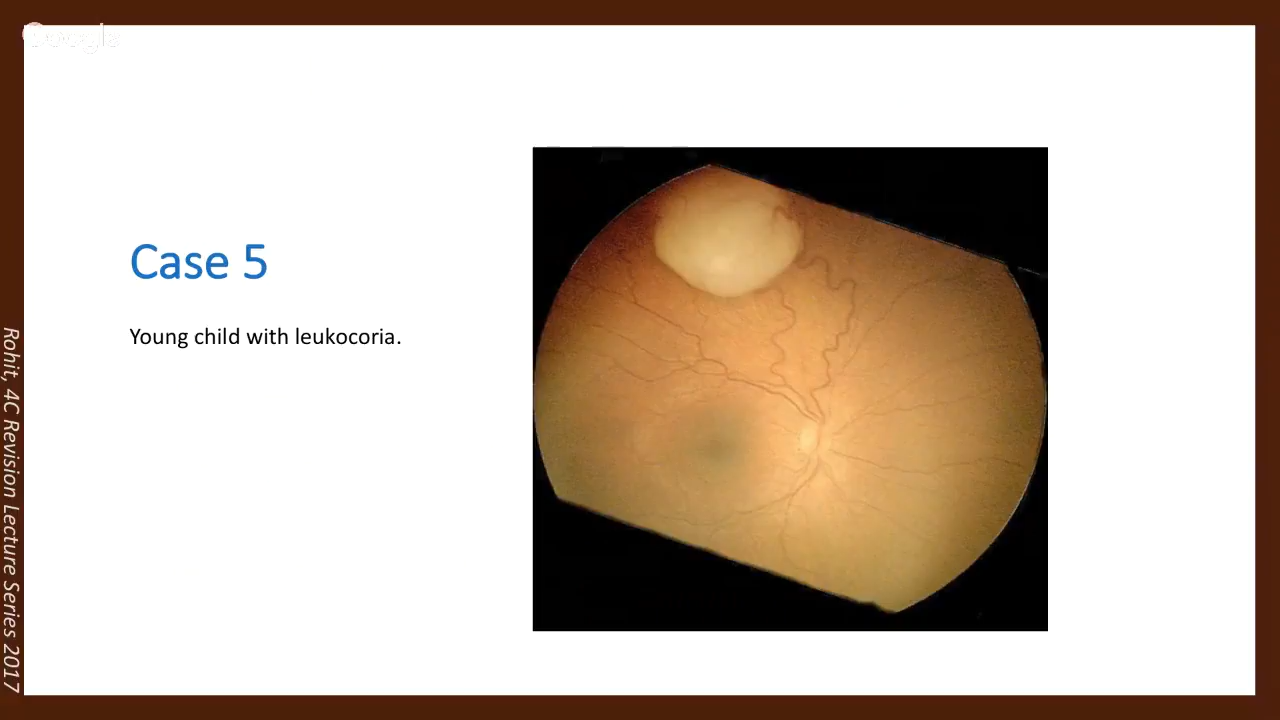 Google
Case 5
Young child with leukocoria.
Rohit, 4C Revision Lecture Series 2017